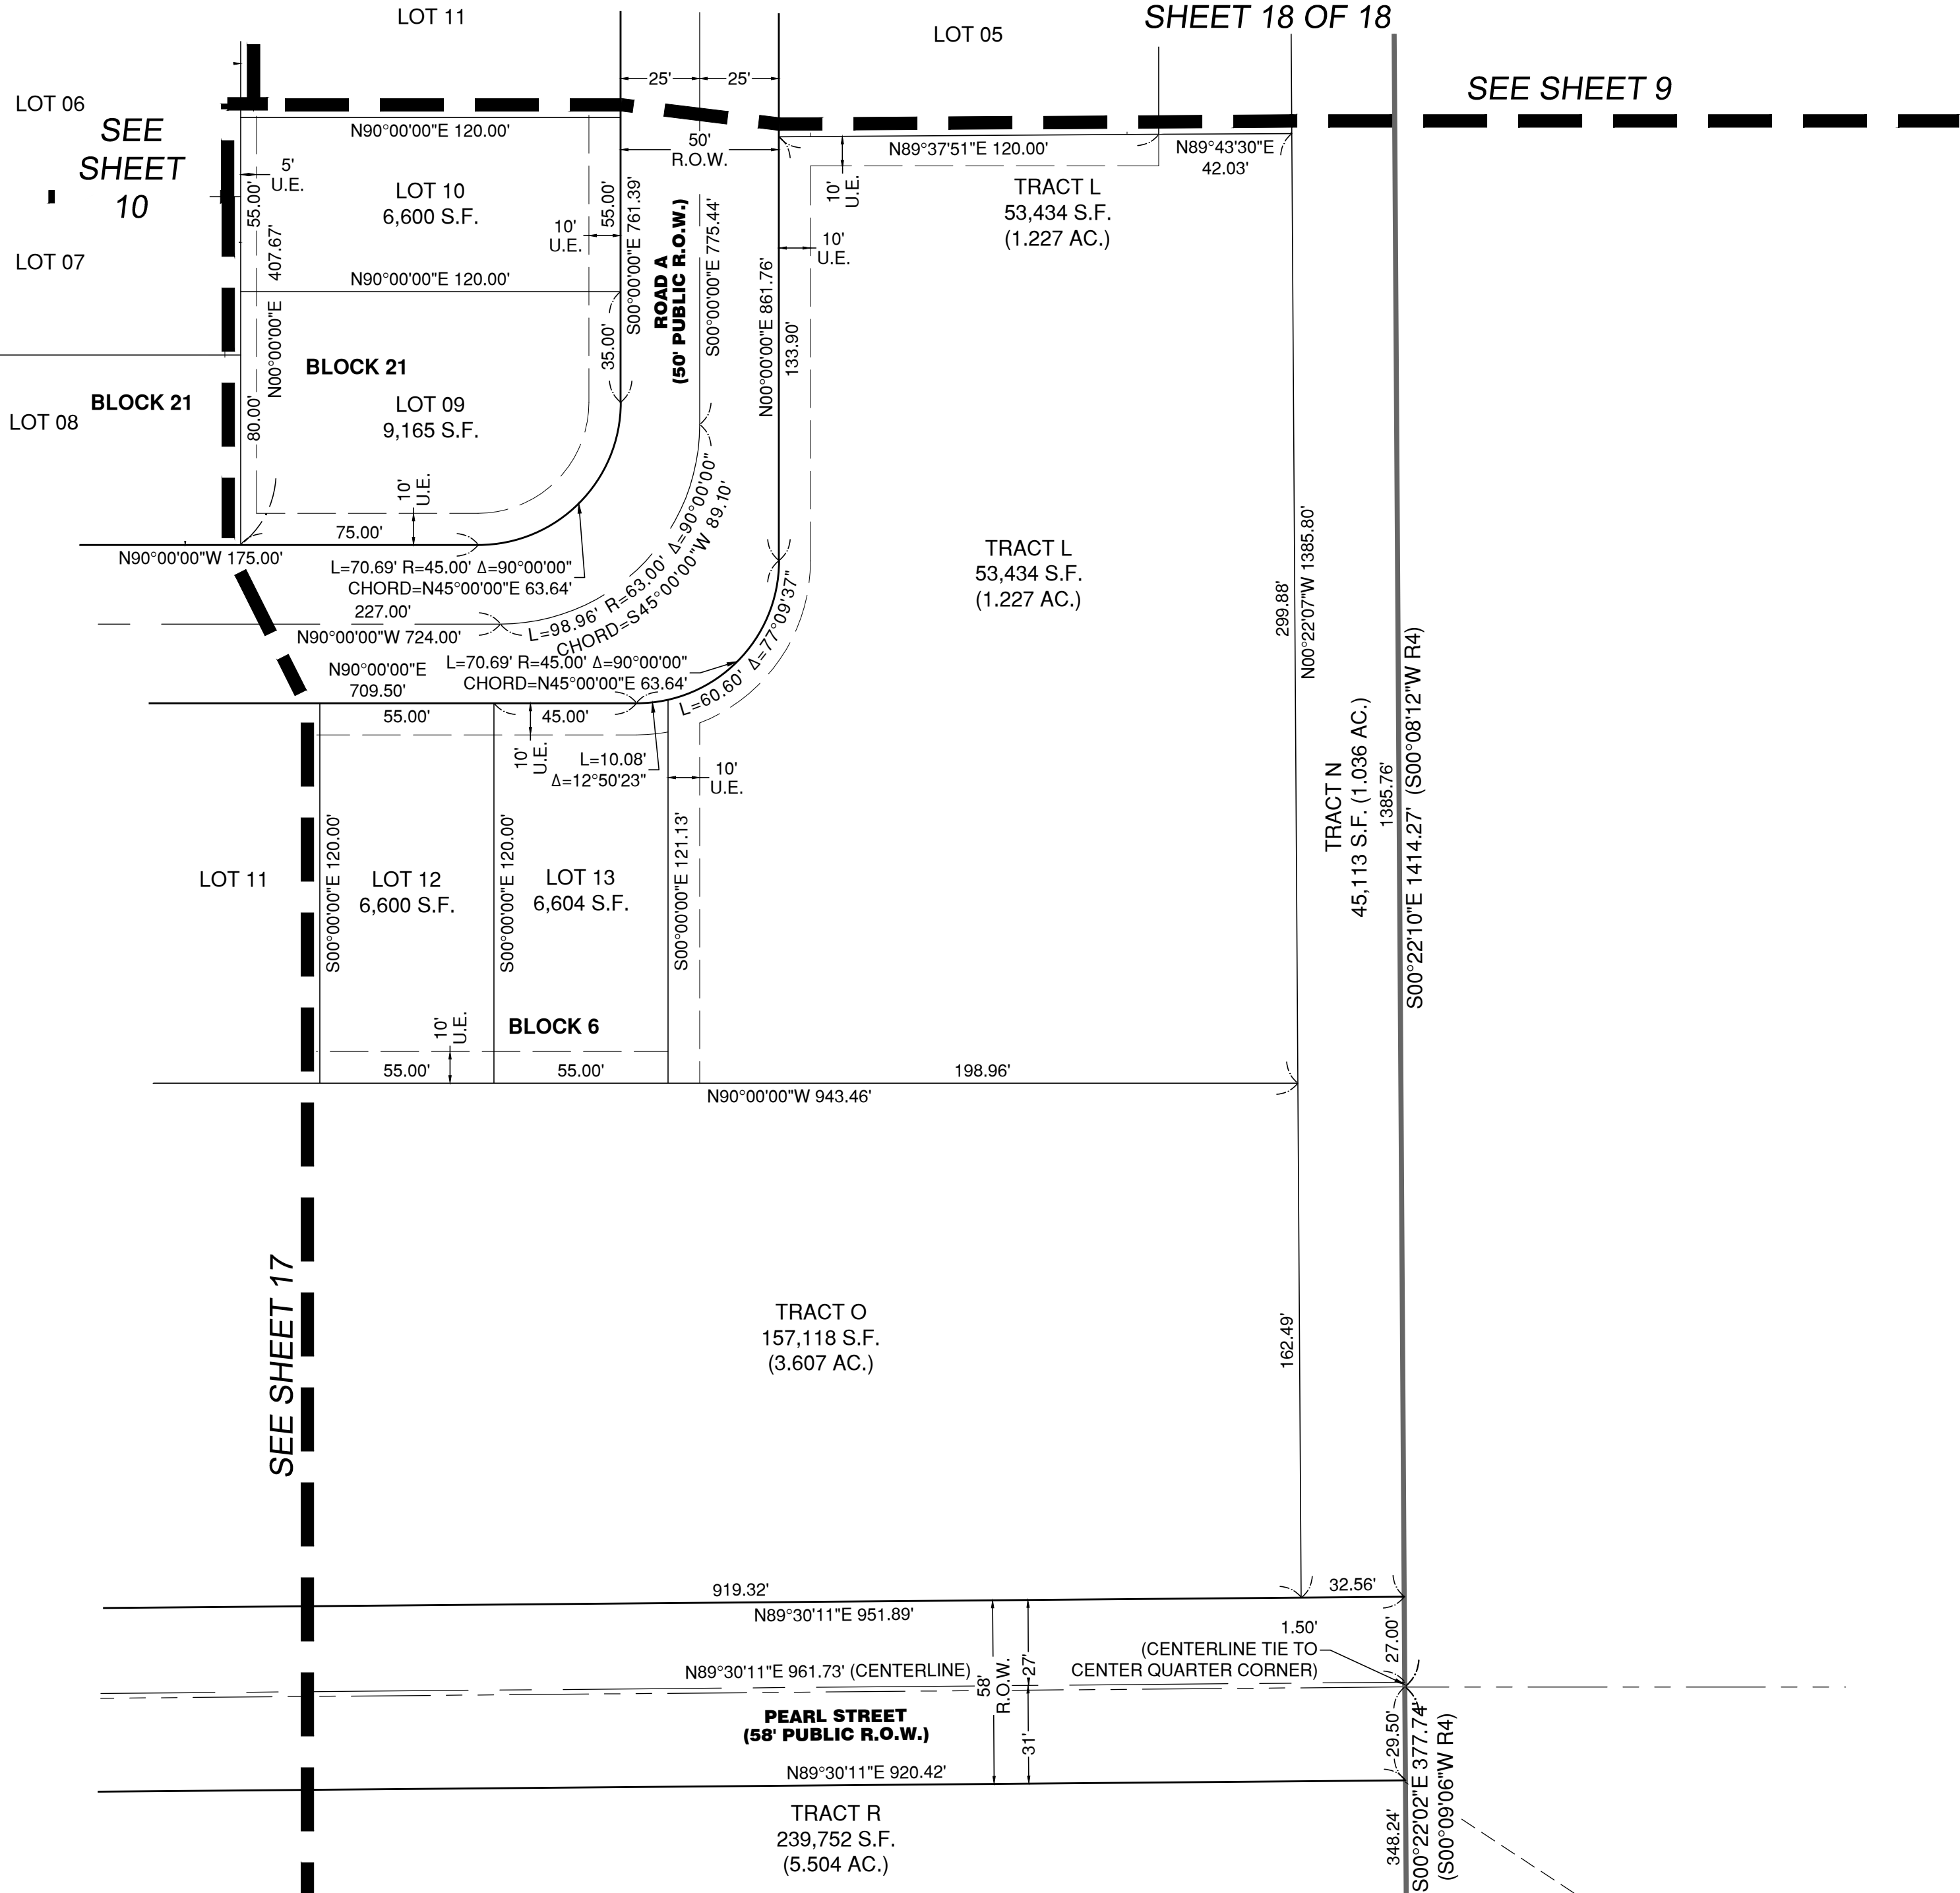 LOT 11
LOT 05
SHEET 18 OF 18
SEE SHEET 9
LOT 06
SEE
SHEET
10
LOT 07
LOT 08
BLOCK 21
25'
25'
50'
R.O.W.
N90°00'00"E 120.00'
5'
U.E.
55.00'
407.67'
N00°00'00"E
80.00'
LOT 10
6,600 S.F.
10'
U.E.
55.00'
S00°00'00"E 761.39'
ROAD A
(50' PUBLIC R.O.W.)
S00°00'00"E 775.44'
N00°00'00"E 861.76'
133.90'
N90°00'00"E 120.00'
35.00'
BLOCK 21
LOT 09
9,165 S.F.
10'
U.E.
75.00'
N90°00'00"W 175.00'
L=70.69' R=45.00' Δ=90°00'00"
CHORD=N45°00'00"E 63.64'
227.00'
N90°00'00"W 724.00'
L=98.96' R=63.00' Δ=90°00'00"
CHORD=S45°00'00"W 89.10'
L=70.69' R=45.00' Δ=90°00'00"
CHORD=N45°00'00"E 63.64'
L=60.60' Δ=77°09'37"
N90°00'00"E
709.50'
55.00'
45.00'
10'
U.E.
L=10.08'
Δ=12°50'23"
10'
U.E.
N89°37'51"E 120.00'
N89°43'30"E
42.03'
10'
U.E.
10'
U.E.
TRACT L
53,434 S.F.
(1.227 AC.)
TRACT L
53,434 S.F.
(1.227 AC.)
299.88'
N00°22'07"W 1385.80'
TRACT N
45,113 S.F. (1.036 AC.)
1385.76'
S00°22'10"E 1414.27' (S00°08'12"W R4)
LOT 11
S00°00'00"E 120.00'
LOT 12
6,600 S.F.
S00°00'00"E 120.00'
LOT 13
6,604 S.F.
S00°00'00"E 121.13'
10'
U.E.
BLOCK 6
55.00'
55.00'
198.96'
N90°00'00"W 943.46'
SEE SHEET 17
TRACT O
157,118 S.F.
(3.607 AC.)
162.49'
919.32'
32.56'
N89°30'11"E 951.89'
1.50'
(CENTERLINE TIE TO
CENTER QUARTER CORNER)
27.00'
N89°30'11"E 961.73' (CENTERLINE)
58'
R.O.W.
27'
31'
PEARL STREET
(58' PUBLIC R.O.W.)
29.50'
N89°30'11"E 920.42'
S00°22'02"E 377.74'
(S00°09'06"W R4)
348.24'
TRACT R
239,752 S.F.
(5.504 AC.)